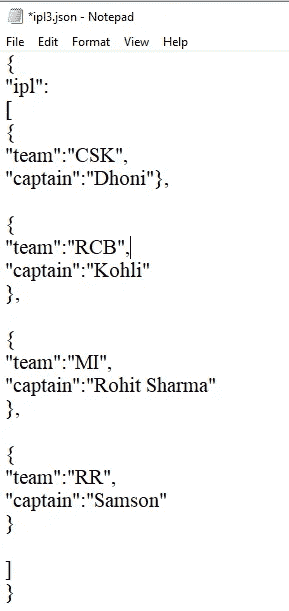 *ipl3.json - Notepad
File Edit Format View Help
{
"ipl":
[
{
"team":"CSK",
"captain":"Dhoni"},
{
"team":"RCB",
"captain":"Kohli"
},
{
"team":"MI",
"captain":"Rohit Sharma"
},
{
"team":"RR",
"captain":"Samson"
}
]
}